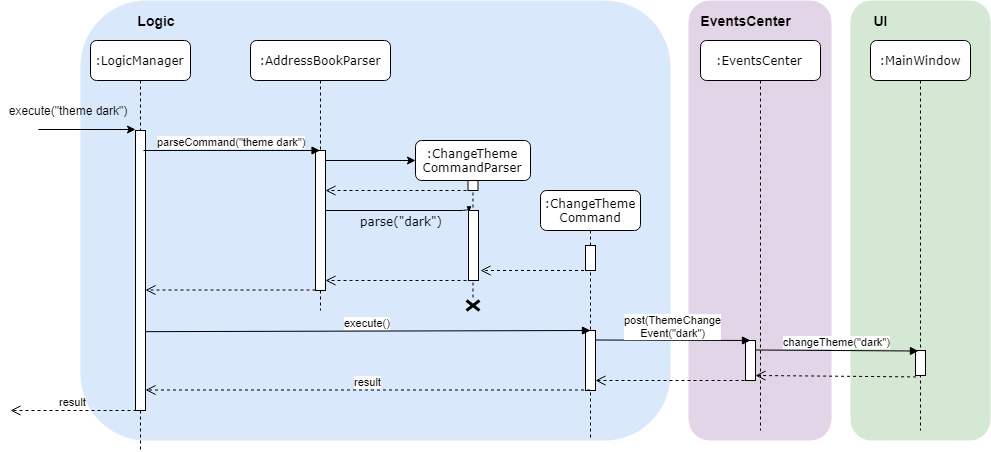 Logic
EventsCenter
UI
:LogicManager
:AddressBookParser
:EventsCenter
:MainWindow
execute("theme dark")
parseCommand("theme dark")
:ChangeTheme
CommandParser
:ChangeTheme
Command
parse("dark")
execute()
post(ThemeChange
Event("dark")
changeTheme("dark")
result
result